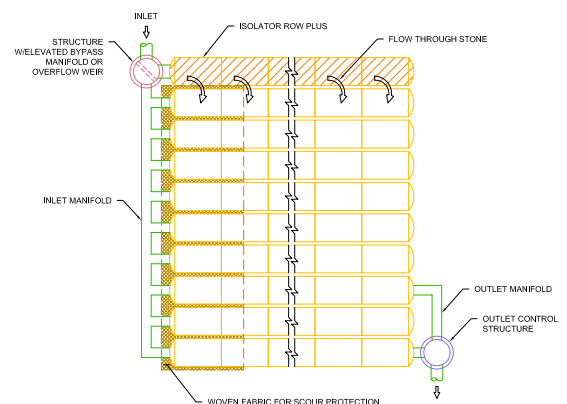 INLET
ISOLATOR ROW PLUS
STRUCTURE
W/ELEVATED BYPASS
MANIFOLD OR
OVERFLOW WEIR
FLOW THROUGH STONE
INLET MANIFOLD
OUTLET MANIFOLD
OUTLET CONTROL
STRUCTURE
WOVEN FABRIC FOR SCOUR PROTECTION